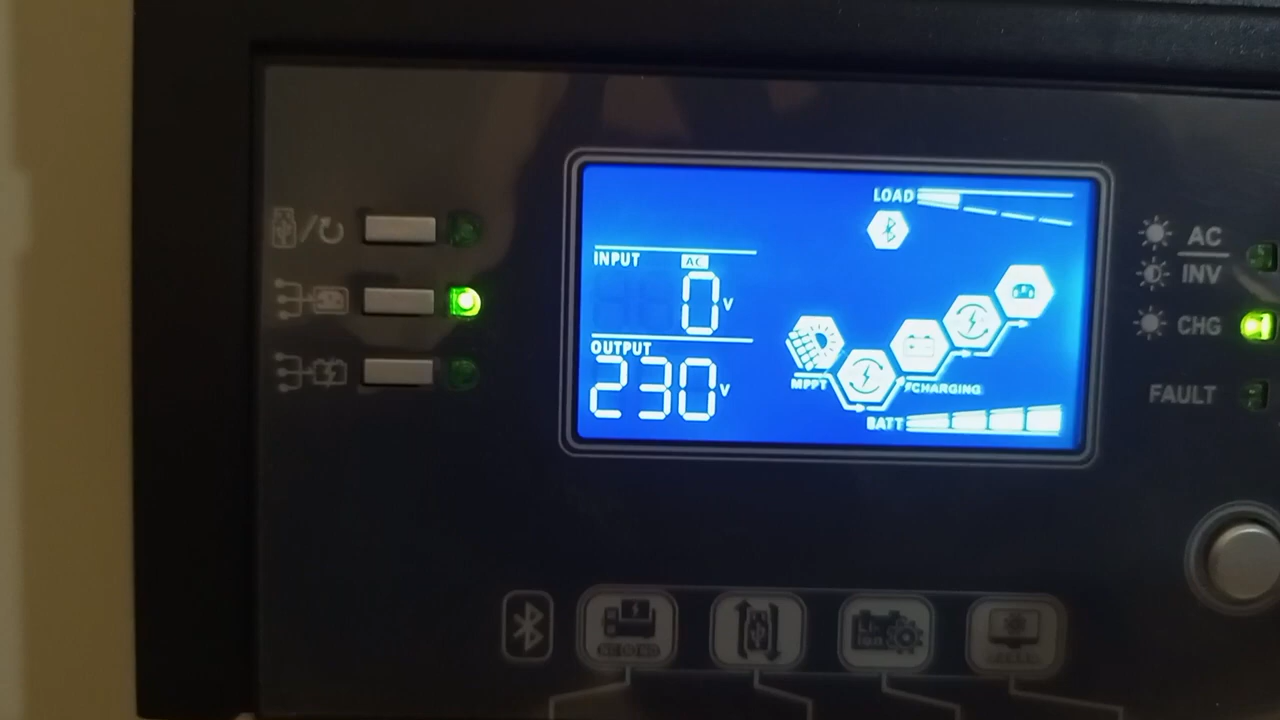 LOAD
INPUT AC
0 V
OUTPUT
230 V
MPPT
CHARGING
BATT
AC
INV
CHG
FAULT